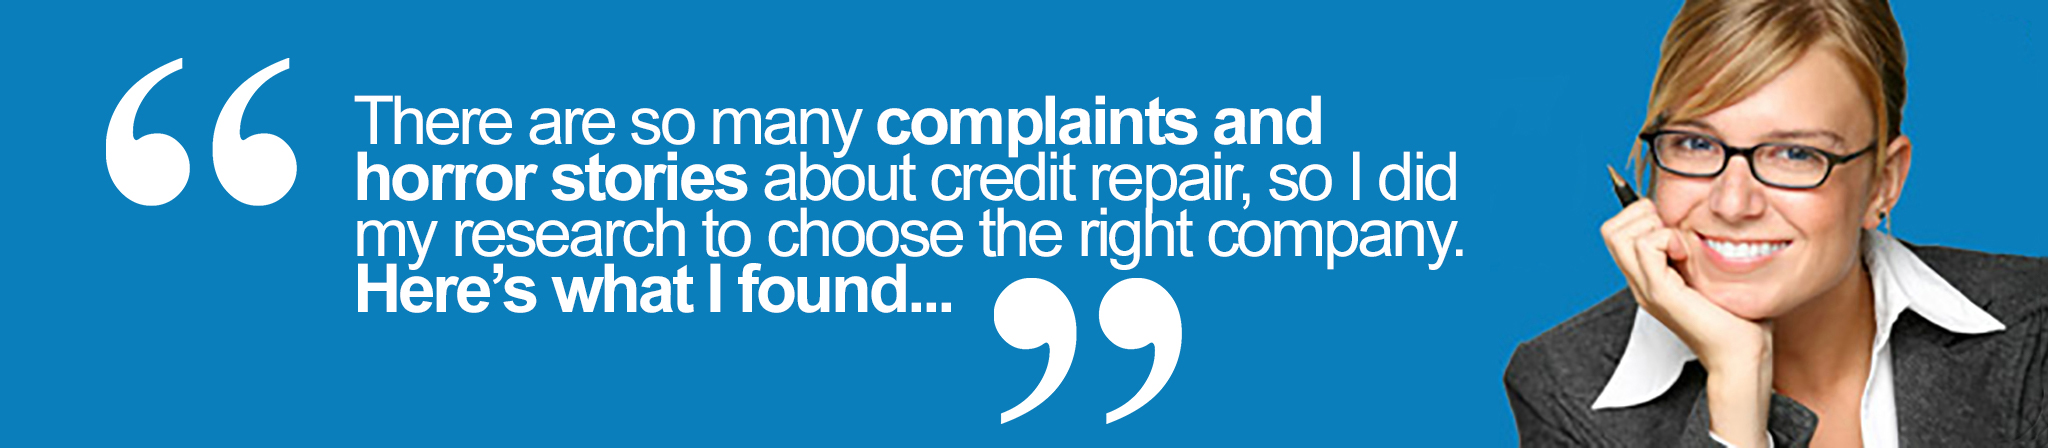 “There are so many complaints and
horror stories about credit repair, so I did
my research to choose the right company.
Here’s what I found...”